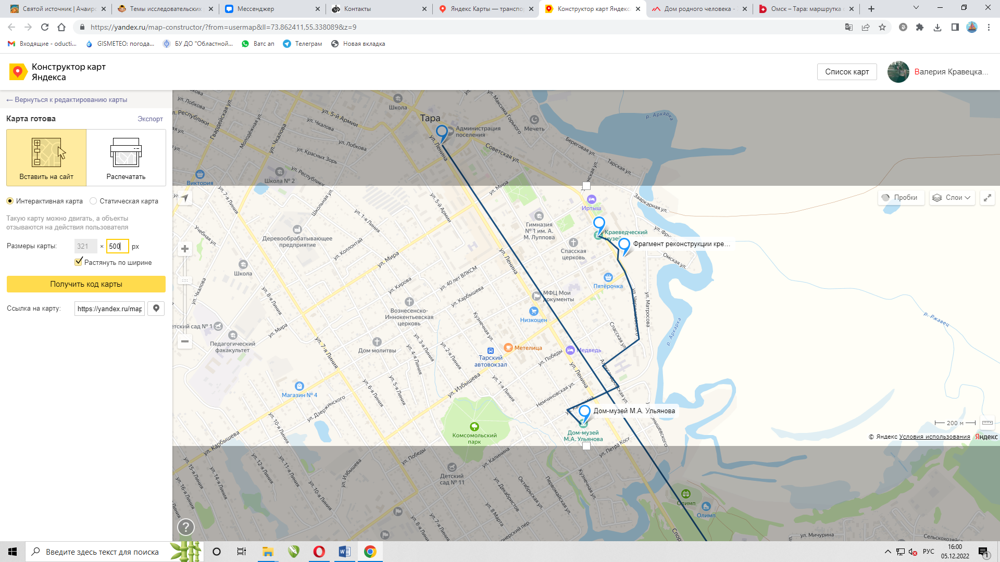 Святой источник | Ачаирс
Темы исследовательских
Мессенджер
Контакты
Яндекс Карты — транспо
Конструктор карт Яндекс
Дом родного человека -
Омск – Тара: маршрутка
https://yandex.ru/map-constructor/?from=usermap&ll=73.862411,55.338089&z=9
Входящие - oducti...
GISMETEO: погода...
БУ ДО "Областной...
Ватс ап
Телеграм
Новая вкладка
Конструктор карт
Яндекса
Список карт
Валерия Кравецка...
← Вернуться к редактированию карты
Карта готова
Экспорт
Вставить на сайт
Распечатать
Интерактивная карта
Статическая карта
Такую карту можно двигать, а объекты
отзываются на действия пользователя
Размеры карты:
321
×
500
px
Растянуть по ширине
Получить код карты
Ссылка на карту:
https://yandex.ru/map
Пробки
Слои
Тара
Администрация
поселения
Школа
Мечеть
р. Аркарка
ул. Лобкова
ул. Республики
Гвардейская ул.
Молодёжная ул.
ул. Чкалова
ул. 5-й Армии
ул. Чкалова
ул. Лобкова
ул. Красных Зорь
ул. Республики
ул. Максима Горького
Береговая ул.
Тарская ул.
Советская ул.
ул. Ленина
Виктория
Школа № 2
ул. Мира
Школьная ул.
ул. 7-я Линия
ул. 1-я Линия
ул. 5-й Армии
Зааркарная ул.
Иртыш
Гимназия
№ 1 им. А.
М. Луппова
Краеведческий
музей
Фрагмент реконструкции кре...
Спасская
церковь
Омская ул.
Учебная ул.
Деревообрабатывающее
предприятие
ул. Коллонтай
ул. Мира
ул. Ленина
Школа
ул. Чкалова
ул. 8-я Линия
ул. Кирова
ул. 40 лет ВЛКСМ
ул. Карбышева
Пятёрочка
МФЦ Мои
документы
ул. Чернышевского
ул. Матросова
Вознесенско-
Иннокентьевская
церковь
Низкоцен
Кузнечная ул.
Спасская ул.
р. Аркарка
р. Ржавец
етский сад № 1
ул. Мира
Педагогический
факакультет
Дом молитвы
ул. 3-я Линия
ул. 4-я Линия
ул. 2-я Линия
ул. 7-я Линия
Метелица
Тарский
автовокзал
ул. Победы
Медведь
ул. Ленина
Александровская ул.
Магазин № 4
ул. 6-я Линия
ул. 5-я Линия
ул. Избышева
ул. 1-я Линия
Немчиновская ул.
ул. Дзержинского
ул. 10-я Линия
ул. Карбышева
Дом-музей М.А. Ульянова
Дом-музей
М.А. Ульянова
Комсомольский
парк
200 м
© Яндекс Условия использования
Яндекс
ул. 15-я Линия
ул. 16-я Линия
ул. 14-я Линия
ул. 12-я Линия
ул. 11-я Линия
ул. 10-я Линия
ул. Избышева
ул. Победы
ул. Калинина
Детский
сад № 11
ул. Декабристов
Октябрьская ул.
Первомайская ул.
Кузнечная ул.
ул. 8 Марта
ул. 8-я Линия
ул. 7-я Линия
Олимп
Олимп
ул. Мичурина
Сельскохозяйст
?
Введите здесь текст для поиска
РУС
16:00
05.12.2022
1